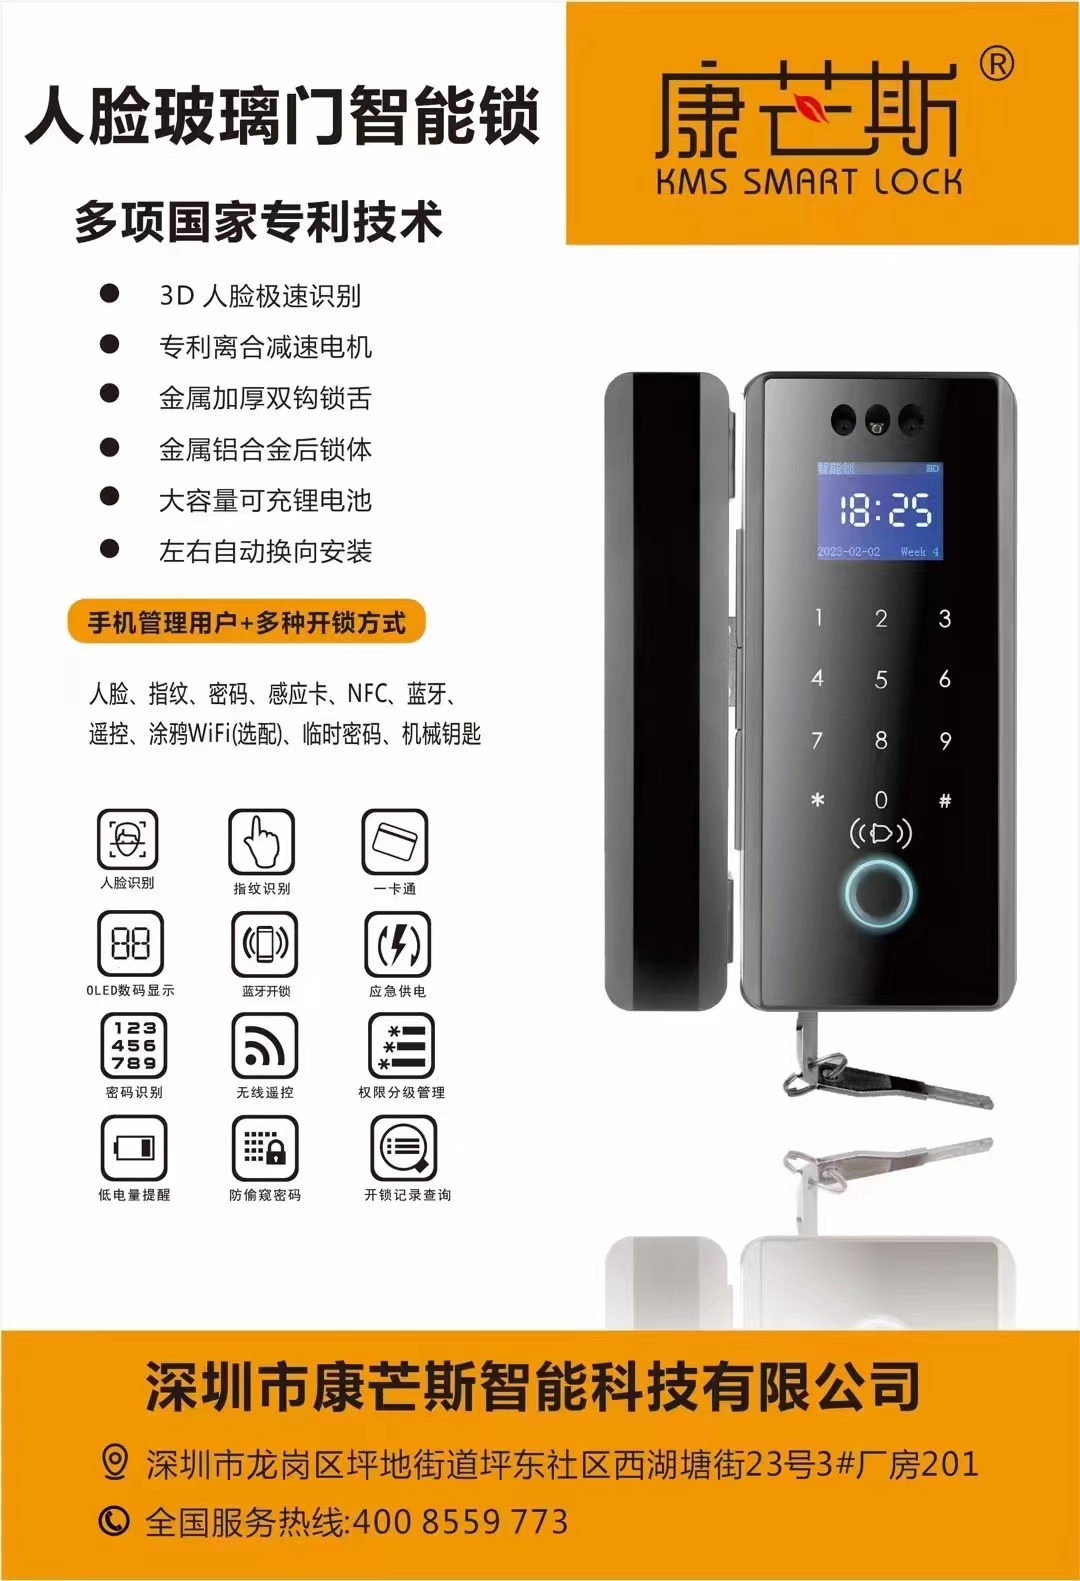 人脸玻璃门智能锁
康芒斯®
KMS SMART LOCK
多项国家专利技术
● 3D 人脸极速识别
● 专利离合减速电机
● 金属加厚双钩锁舌
● 金属铝合金后锁体
● 大容量可充锂电池
● 左右自动换向安装
手机管理用户+多种开锁方式
人脸、指纹、密码、感应卡、NFC、蓝牙、
遥控、涂鸦WiFi(选配)、临时密码、机械钥匙
智能锁
18:25
2023-02-02 Week 4
1 2 3
4 5 6
7 8 9
* 0 #
人脸识别 指纹识别 一卡通
88
OLED数码显示 蓝牙开锁 应急供电
123
456
789
密码识别 无线遥控 权限分级管理
低电量提醒 防偷窥密码 开锁记录查询
深圳市康芒斯智能科技有限公司
深圳市龙岗区坪地街道坪东社区西湖塘街23号3#厂房201
全国服务热线:400 8559 773